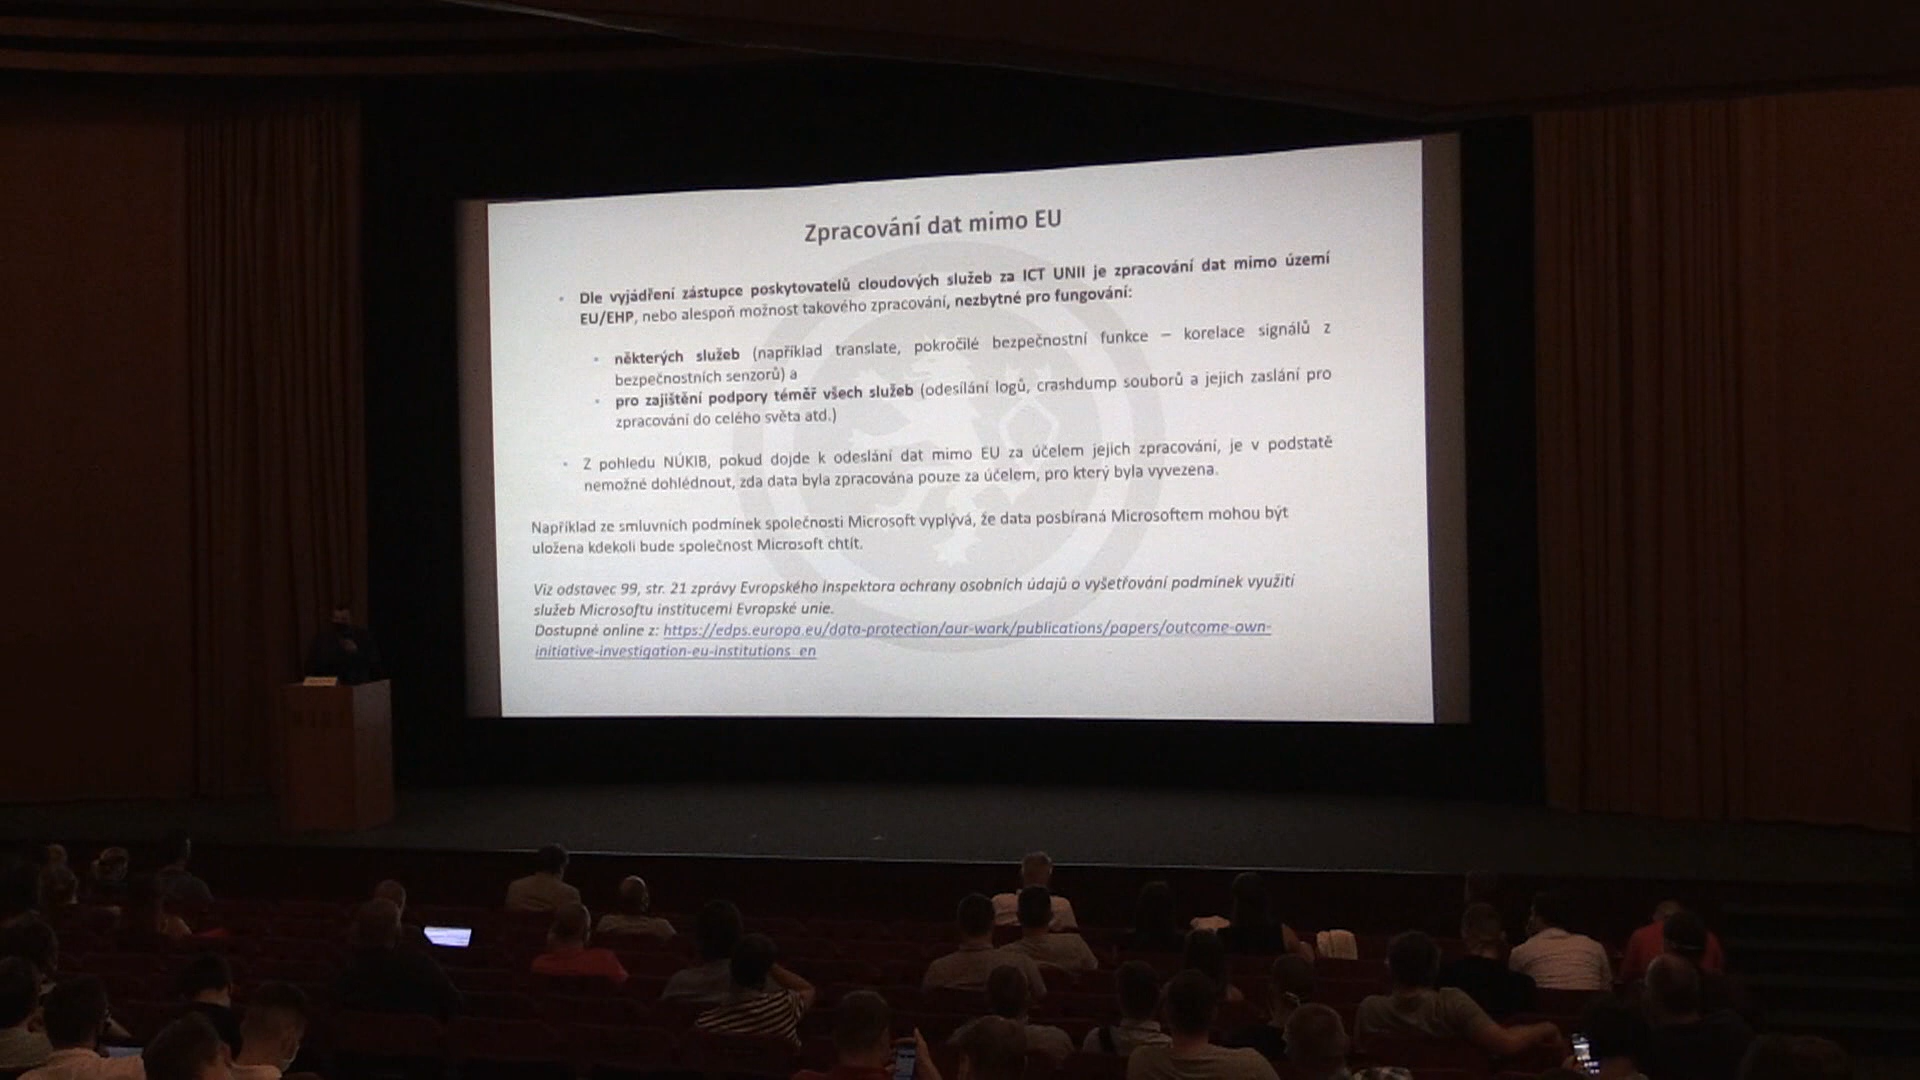 Zpracování dat mimo EU
• Dle vyjádření zástupce poskytovatelů cloudových služeb za ICT UNII je zpracování dat mimo území
EU/EHP, nebo alespoň možnost takového zpracování, nezbytné pro fungování:
• některých služeb (například translate, pokročilé bezpečnostní funkce – korelace signálů z
bezpečnostních senzorů) a
• pro zajištění podpory téměř všech služeb (odesílání logů, crashdump souborů a jejich zaslání pro
zpracování do celého světa atd.)
• Z pohledu NÚKIB, pokud dojde k odeslání dat mimo EU za účelem jejich zpracování, je v podstatě
nemožné dohlédnout, zda data byla zpracována pouze za účelem, pro který byla vyvezena.
Například ze smluvních podmínek společnosti Microsoft vyplývá, že data posbíraná Microsoftem mohou být
uložena kdekoli bude společnost Microsoft chtít.
Viz odstavec 99, str. 21 zprávy Evropského inspektora ochrany osobních údajů o vyšetřování podmínek využití
služeb Microsoftu institucemi Evropské unie.
Dostupné online z: https://edps.europa.eu/data-protection/our-work/publications/papers/outcome-own-
initiative-investigation-eu-institutions_en